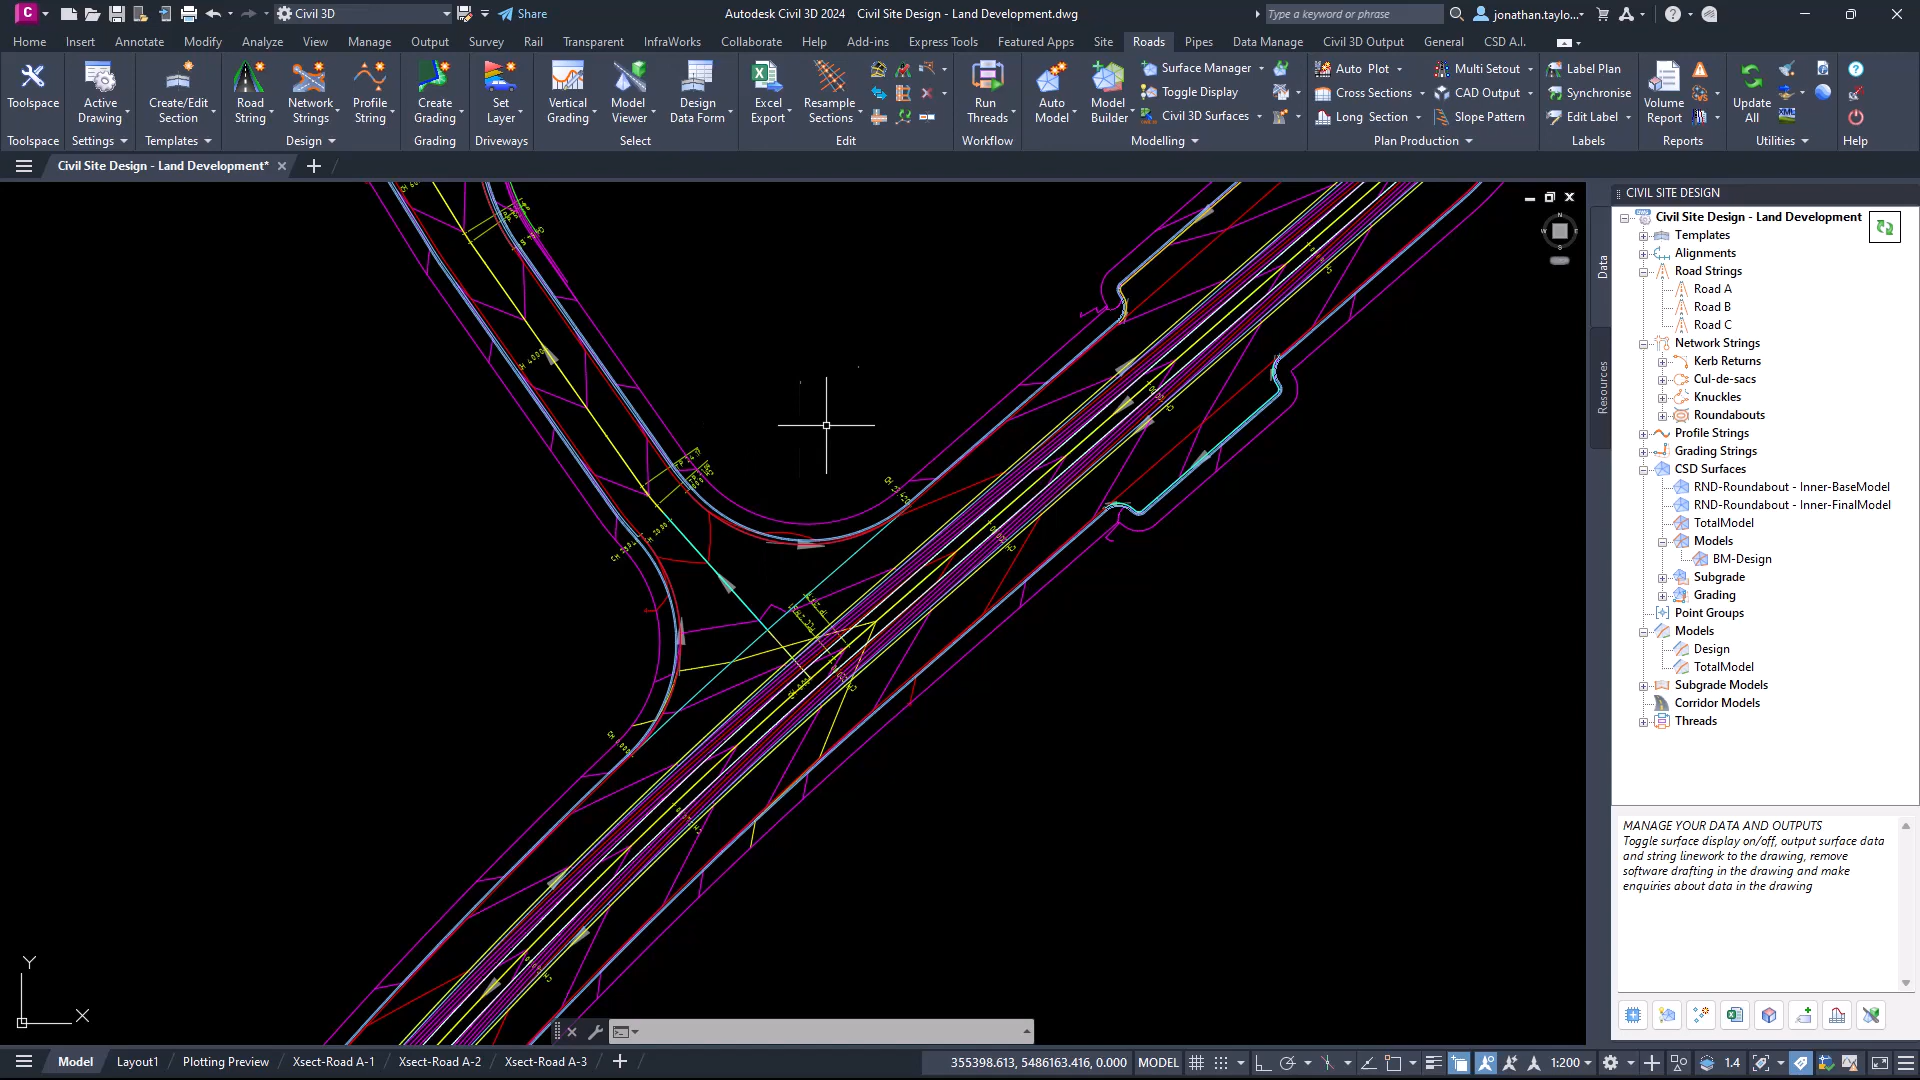 Civil 3D
Share
Autodesk Civil 3D 2024 Civil Site Design - Land Development.dwg
Type a keyword or phrase
jonathan.taylo...
Home Insert Annotate Modify Analyze View Manage Output Survey Rail Transparent InfraWorks Collaborate Help Add-ins Express Tools Featured Apps Site Roads Pipes Data Manage Civil 3D Output General CSD A.I.
Toolspace
Active Drawing
Create/Edit Section
Road String
Network Strings
Profile String
Create Grading
Set Layer
Vertical Grading
Model Viewer
Design Data Form
Excel Export
Resample Sections
Run Threads
Auto Model
Model Builder
Surface Manager
Toggle Display
Civil 3D Surfaces
Auto Plot
Cross Sections
Long Section
Multi Setout
CAD Output
Slope Pattern
Label Plan
Synchronise
Edit Label
Volume Report
Update All
Toolspace Settings Templates Design Grading Driveways Select Edit Workflow Modelling Plan Production Labels Reports Utilities Help
Civil Site Design - Land Development*
CIVIL SITE DESIGN
Data
Resources
Civil Site Design - Land Development
Templates
Alignments
Road Strings
Road A
Road B
Road C
Network Strings
Kerb Returns
Cul-de-sacs
Knuckles
Roundabouts
Profile Strings
Grading Strings
CSD Surfaces
RND-Roundabout - Inner-BaseModel
RND-Roundabout - Inner-FinalModel
TotalModel
Models
BM-Design
Subgrade
Grading
Point Groups
Models
Design
TotalModel
Subgrade Models
Corridor Models
Threads
MANAGE YOUR DATA AND OUTPUTS
Toggle surface display on/off, output surface data
and string linework to the drawing, remove
software drafting in the drawing and make
enquiries about data in the drawing
Y
X
Model Layout1 Plotting Preview Xsect-Road A-1 Xsect-Road A-2 Xsect-Road A-3
355398.613, 5486163.416, 0.000 MODEL
1:200
1.4